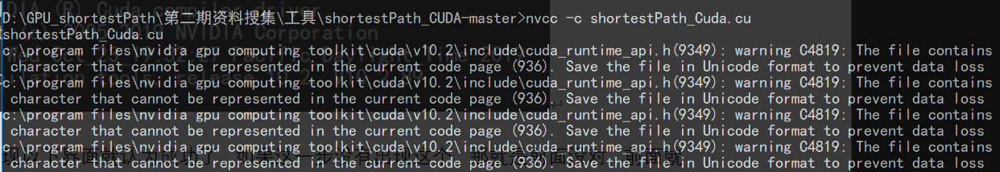 D:\GPU_shortestPath\第二期资料搜集\工具\shortestPath_CUDA-master>nvcc -c shortestPath_Cuda.cu
shortestPath_Cuda.cu
c:\program files\nvidia gpu computing toolkit\cuda\v10.2\include\cuda_runtime_api.h(9349): warning C4819: The file contains
character that cannot be represented in the current code page (936). Save the file in Unicode format to prevent data loss
c:\program files\nvidia gpu computing toolkit\cuda\v10.2\include\cuda_runtime_api.h(9349): warning C4819: The file contains
character that cannot be represented in the current code page (936). Save the file in Unicode format to prevent data loss
c:\program files\nvidia gpu computing toolkit\cuda\v10.2\include\cuda_runtime_api.h(9349): warning C4819: The file contains
character that cannot be represented in the current code page (936). Save the file in Unicode format to prevent data loss
c:\program files\nvidia gpu computing toolkit\cuda\v10.2\include\cuda_runtime_api.h(9349): warning C4819: The file contains
character that cannot be represented in the current code page (936). Save the file in Unicode format to prevent data loss